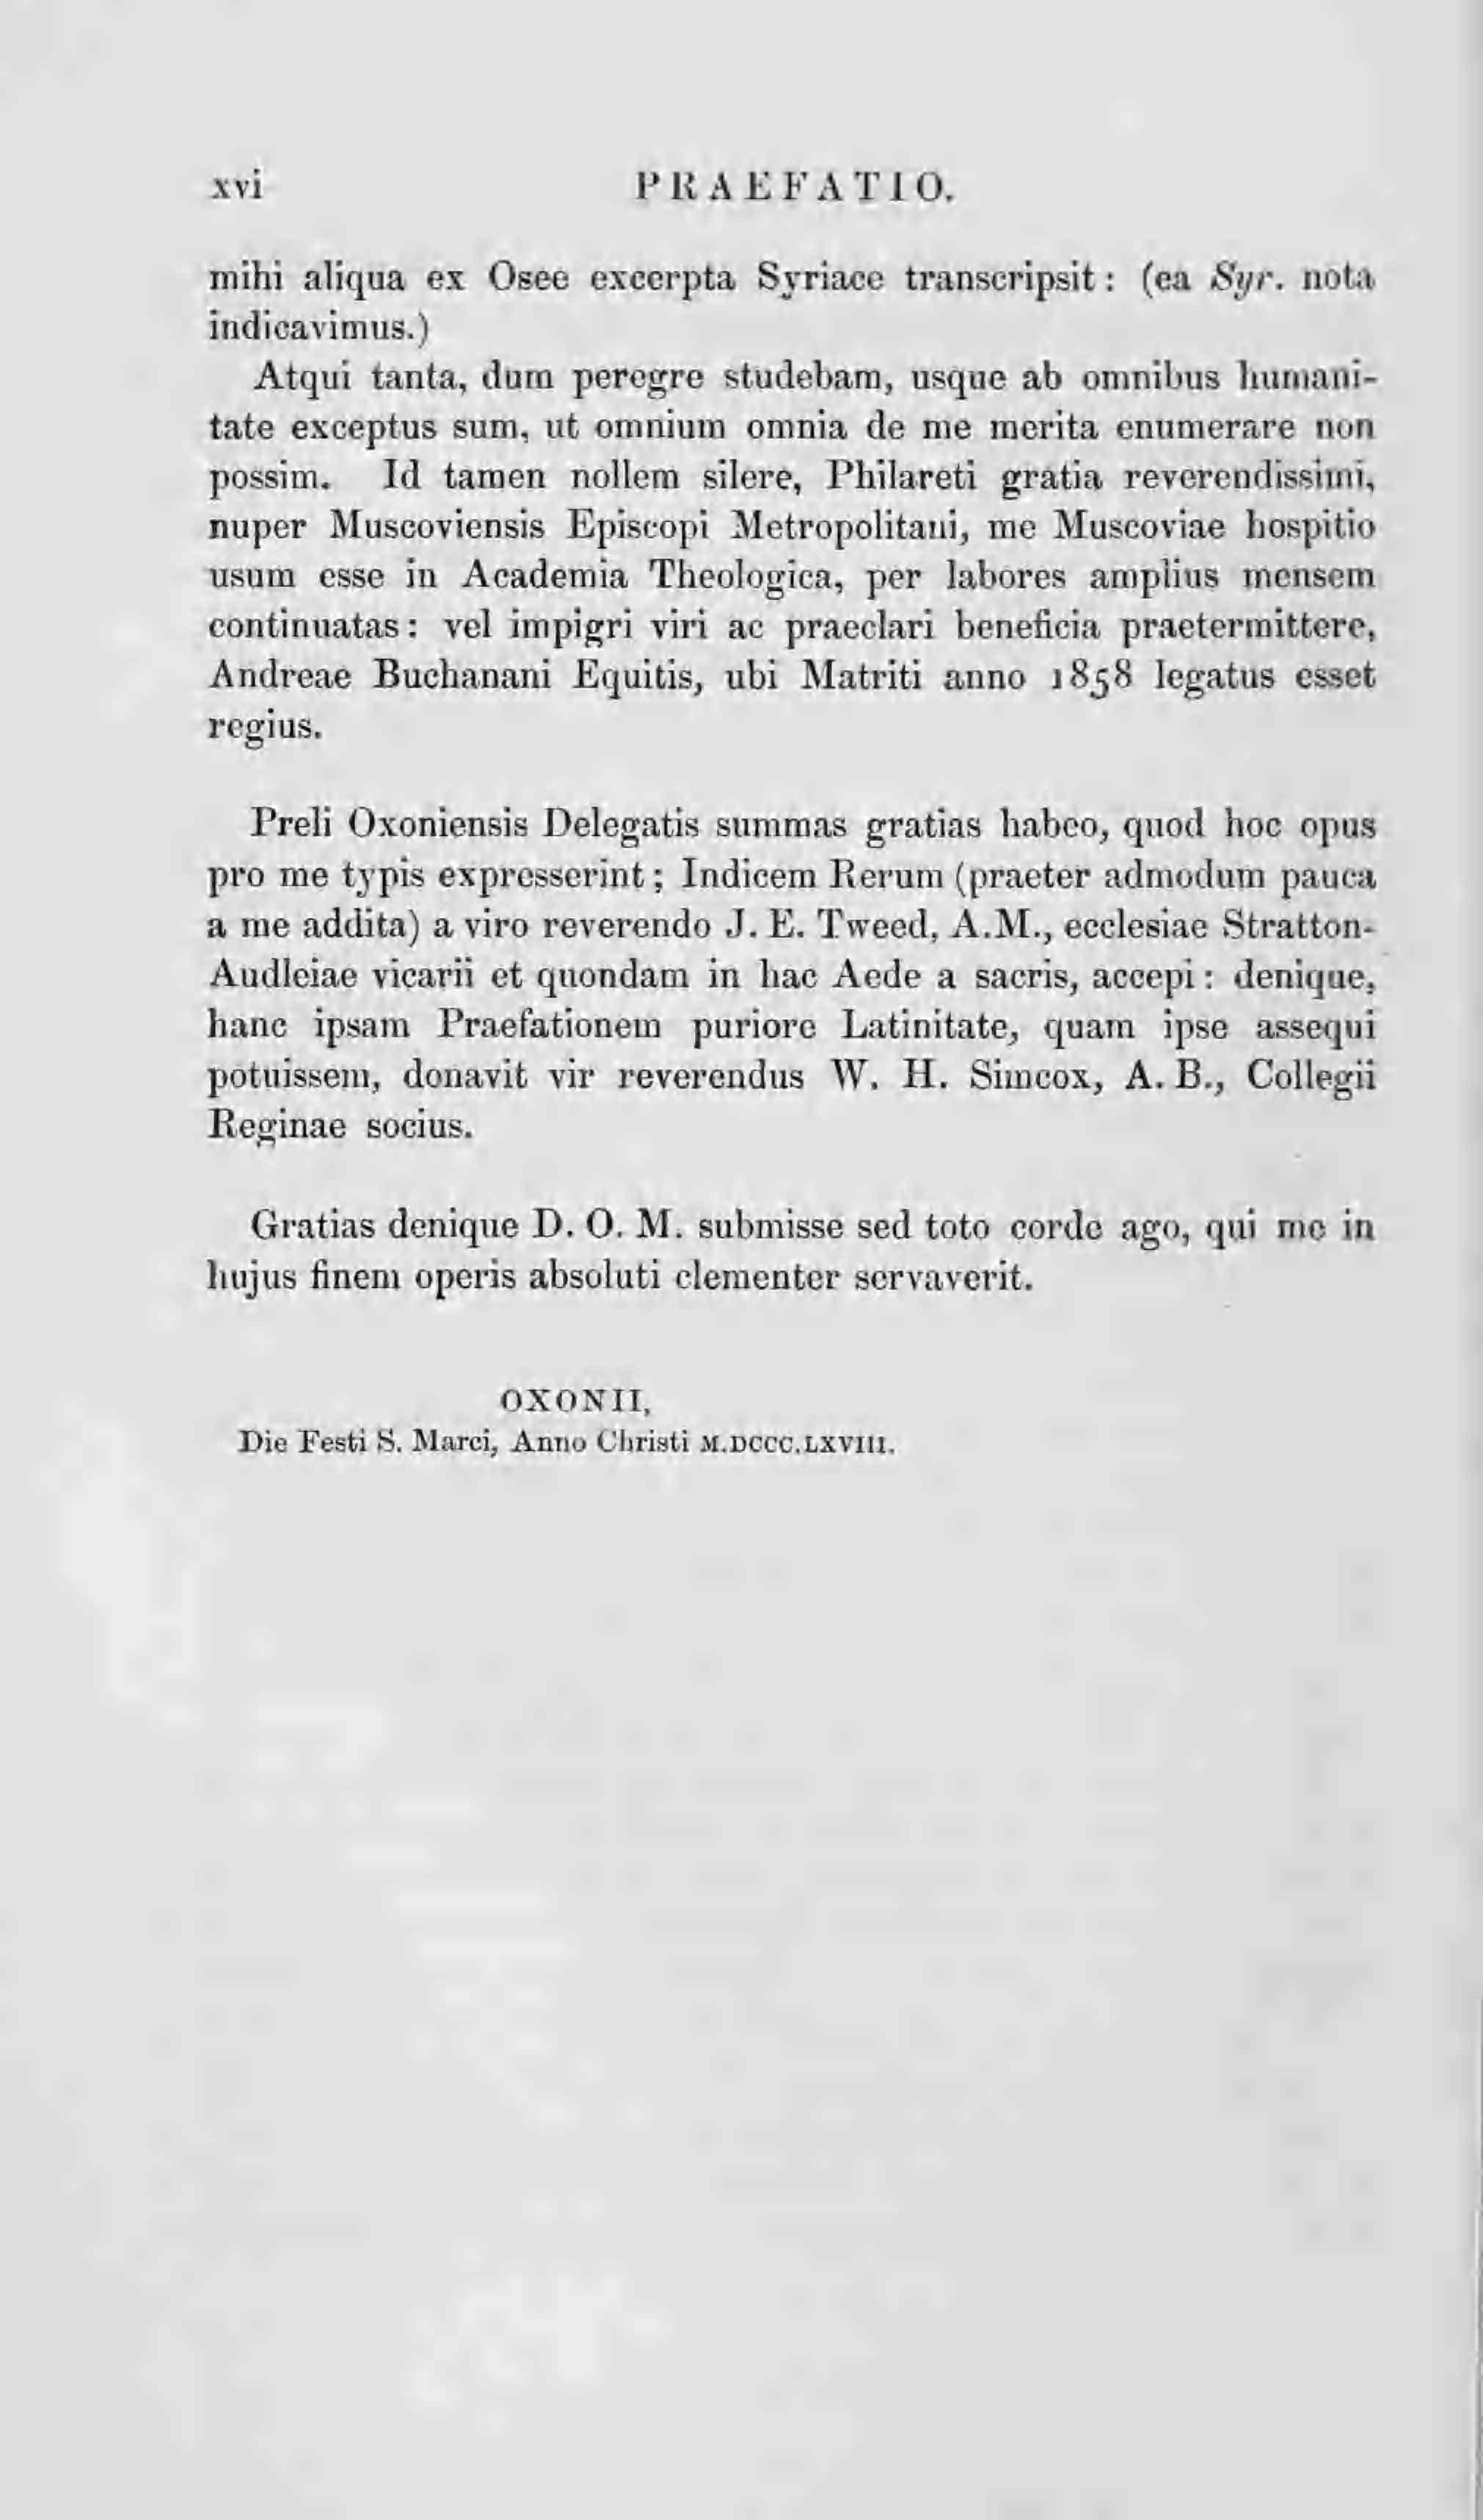 xvi PRAEFATIO.
mihi aliqua ex Osee excerpta Syriace transcripsit: (ea Syr. nota
indicavimus.)
Atqui tanta, dum peregre studebam, usque ab omnibus humani-
tate exceptus sum, ut omnium omnia de me merita enumerare non
possim. Id tamen nollem silere, Philareti gratia reverendissimi,
nuper Muscoviensis Episcopi Metropolitani, me Muscoviae hospitio
usum esse in Academia Theologica, per labores amplius mensem
continuatas: vel impigri viri ac praeclari beneficia praetermittere,
Andreae Buchanani Equitis, ubi Matriti anno 1858 legatus esset
regius.
Preli Oxoniensis Delegatis summas gratias habeo, quod hoc opus
pro me typis expresserint; Indicem Rerum (praeter admodum pauca
a me addita) a viro reverendo J. E. Tweed, A.M., ecclesiae Stratton-
Audleiae vicarii et quondam in hac Aede a sacris, accepi: denique,
hanc ipsam Praefationem puriore Latinitate, quam ipse assequi
potuissem, donavit vir reverendus W. H. Simcox, A. B., Collegii
Reginae socius.
Gratias denique D. O. M. submisse sed toto corde ago, qui me in
hujus finem operis absoluti clementer servaverit.
OXONII,
Die Festi S. Marci, Anno Christi M.DCCC.LXVIII.